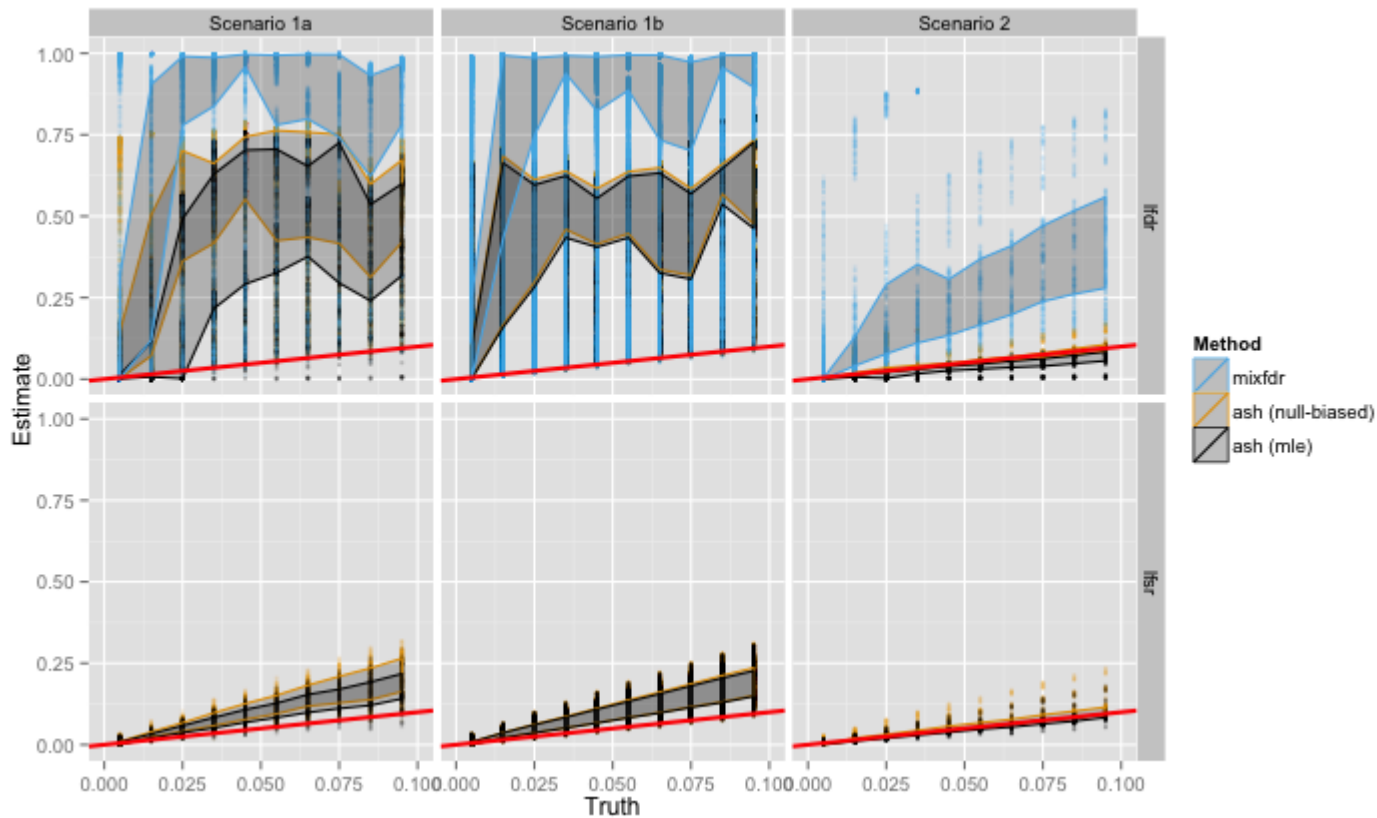 Scenario 1a
Scenario 1b
Scenario 2
1.00
0.75
0.50
0.25
0.00
lfdr
1.00
0.75
0.50
0.25
0.00
lfsr
Estimate
0.000 0.025 0.050 0.075 0.100
0.000 0.025 0.050 0.075 0.100
0.000 0.025 0.050 0.075 0.100
Truth
Method
mixfdr
ash (null-biased)
ash (mle)